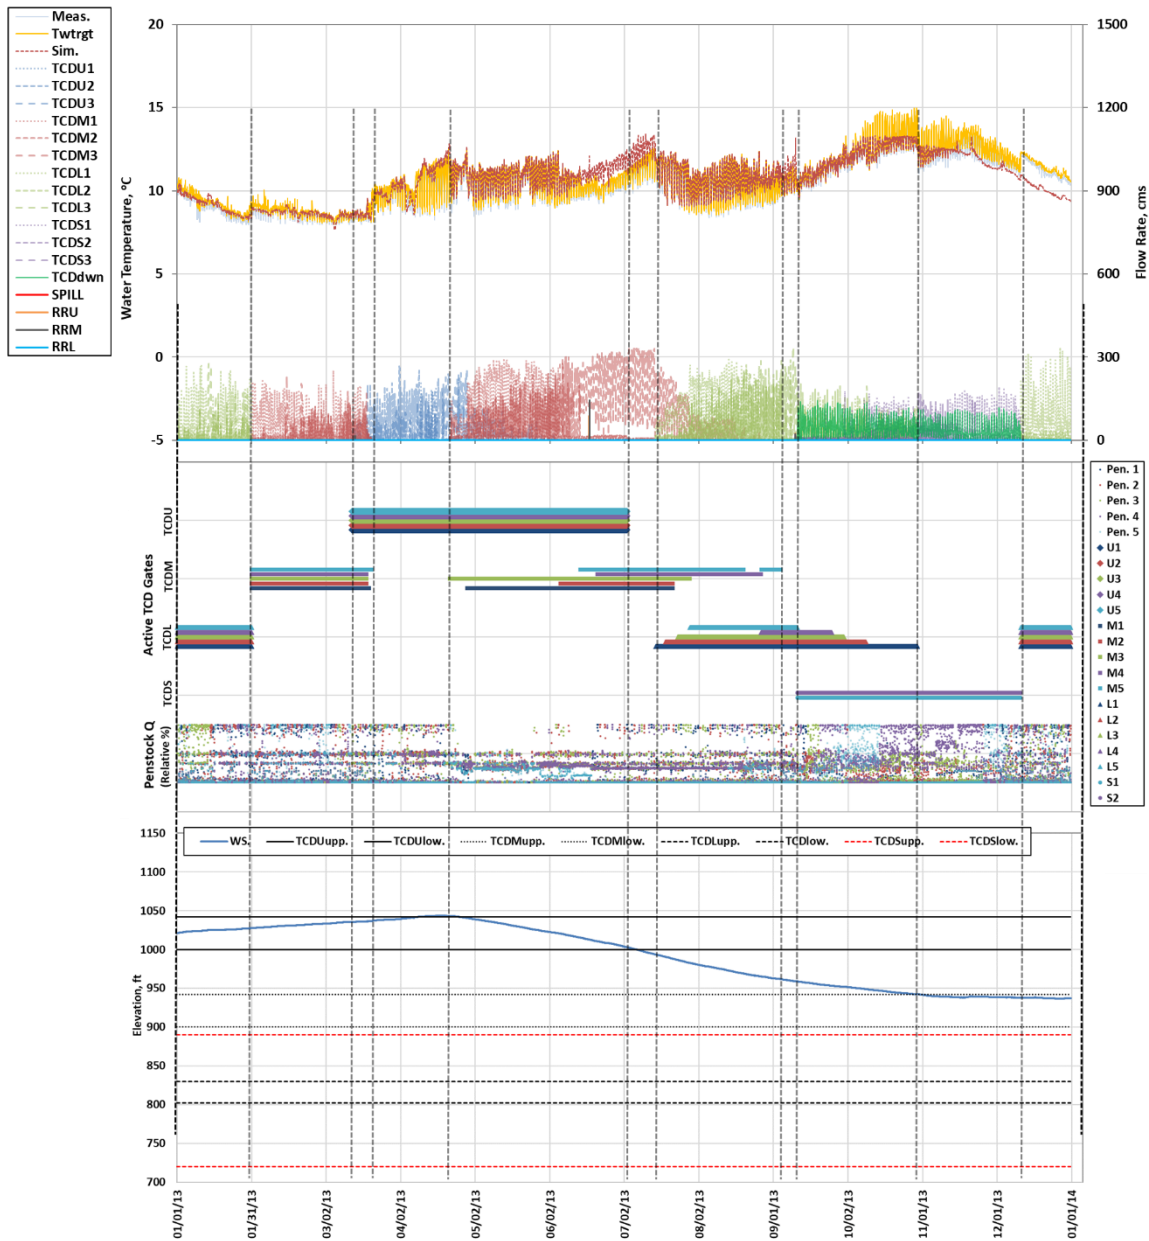 Meas.
Twtrgt
Sim.
TCDU1
TCDU2
TCDU3
TCDM1
TCDM2
TCDM3
TCDL1
TCDL2
TCDL3
TCDS1
TCDS2
TCDS3
TCDdwn
SPILL
RRU
RRM
RRL
Water Temperature, °C
20
15
10
5
0
-5
1500
1200
900
600
300
0
Flow Rate, cms
Active TCD Gates
TCDU
TCDM
TCDL
TCDS
Penstock Q
(Relative %)
Pen. 1
Pen. 2
Pen. 3
Pen. 4
Pen. 5
U1
U2
U3
U4
U5
M1
M2
M3
M4
M5
L1
L2
L3
L4
L5
S1
S2
WS. TCDUupp. TCDUlow. TCDMupp. TCDMlow. TCDLupp. TCDlow. TCDSupp. TCDSlow.
Elevation, ft
1150
1100
1050
1000
950
900
850
800
750
700
01/01/13
01/31/13
03/02/13
04/02/13
05/02/13
06/02/13
07/02/13
08/02/13
09/01/13
10/02/13
11/01/13
12/02/13
01/01/14